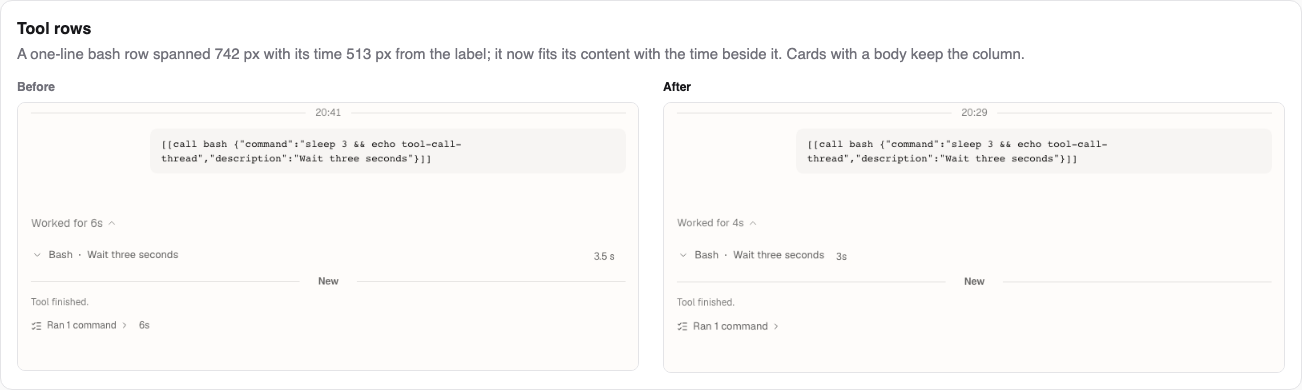 Tool rows
A one-line bash row spanned 742 px with its time 513 px from the label; it now fits its content with the time beside it. Cards with a body keep the column.
Before
20:41
[[call bash {"command":"sleep 3 && echo tool-call-
thread","description":"Wait three seconds"}]]
Worked for 6s
Bash · Wait three seconds 3.5 s
New
Tool finished.
Ran 1 command 6s
After
20:29
[[call bash {"command":"sleep 3 && echo tool-call-
thread","description":"Wait three seconds"}]]
Worked for 4s
Bash · Wait three seconds 3s
New
Tool finished.
Ran 1 command